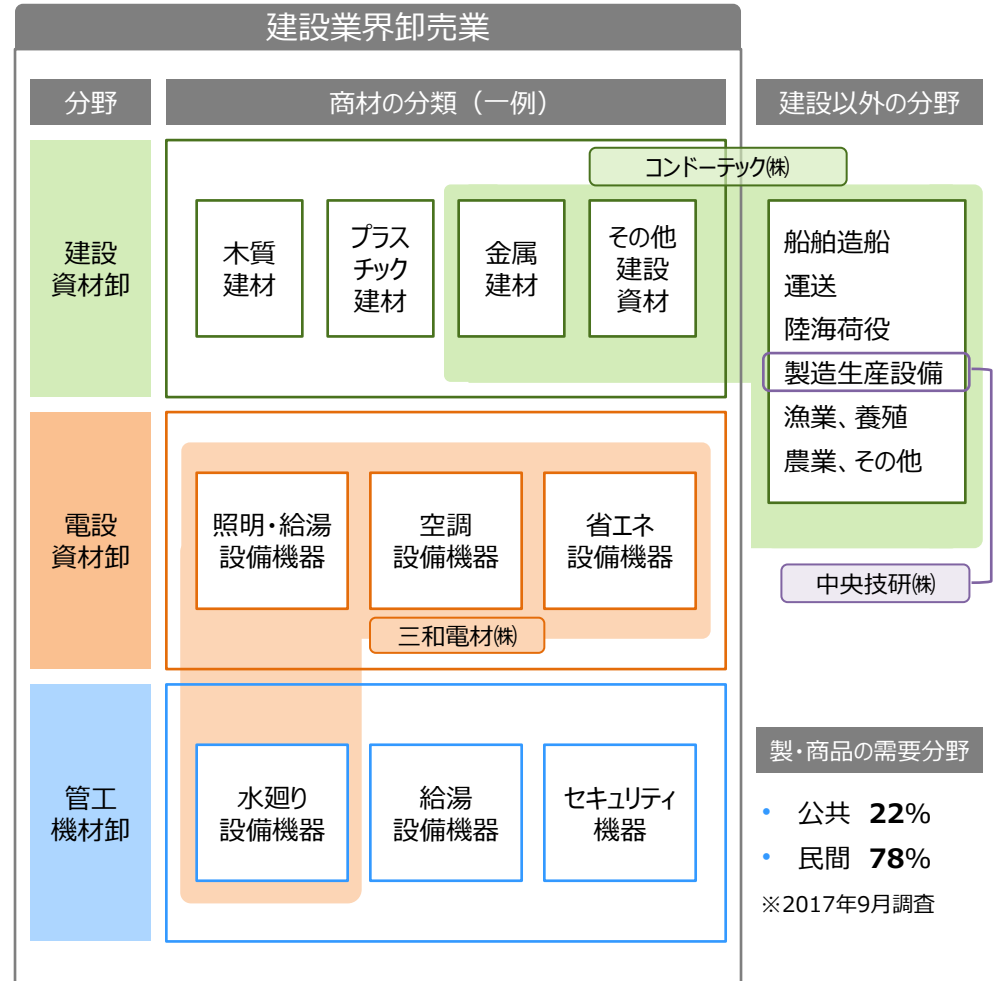 建設業界卸売業
分野
商材の分類（一例）
建設以外の分野
コンドーテック㈱
建設
資材卸
木質
建材
プラス
チック
建材
金属
建材
その他
建設
資材
船舶造船
運送
陸海荷役
製造生産設備
漁業、養殖
農業、その他
電設
資材卸
照明・給湯
設備機器
空調
設備機器
省エネ
設備機器
三和電材㈱
中央技研㈱
管工
機材卸
水廻り
設備機器
給湯
設備機器
セキュリティ
機器
製・商品の需要分野
• 公共 22%
• 民間 78%
※2017年9月調査